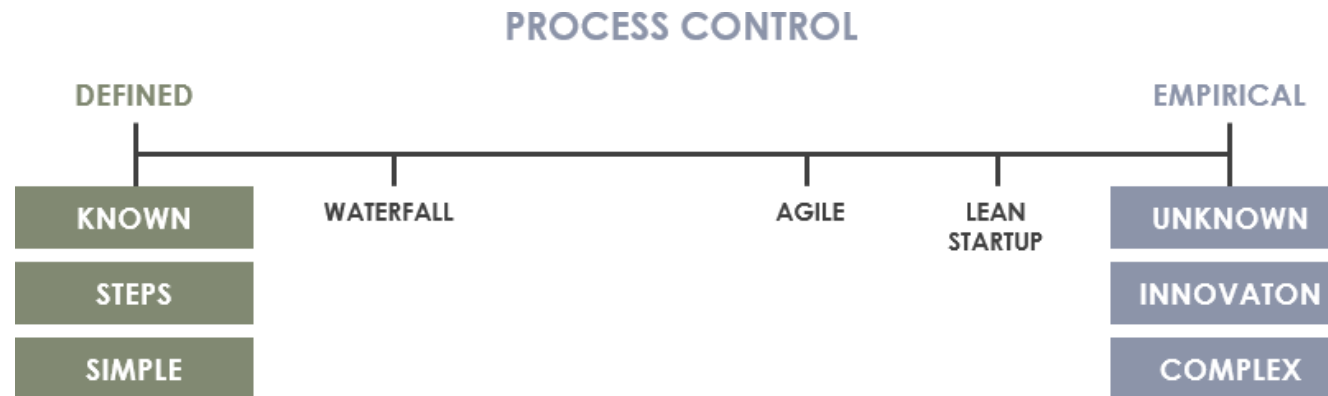 PROCESS CONTROL
DEFINED
EMPIRICAL
KNOWN
WATERFALL
AGILE
LEAN
STARTUP
UNKNOWN
STEPS
INNOVATON
SIMPLE
COMPLEX